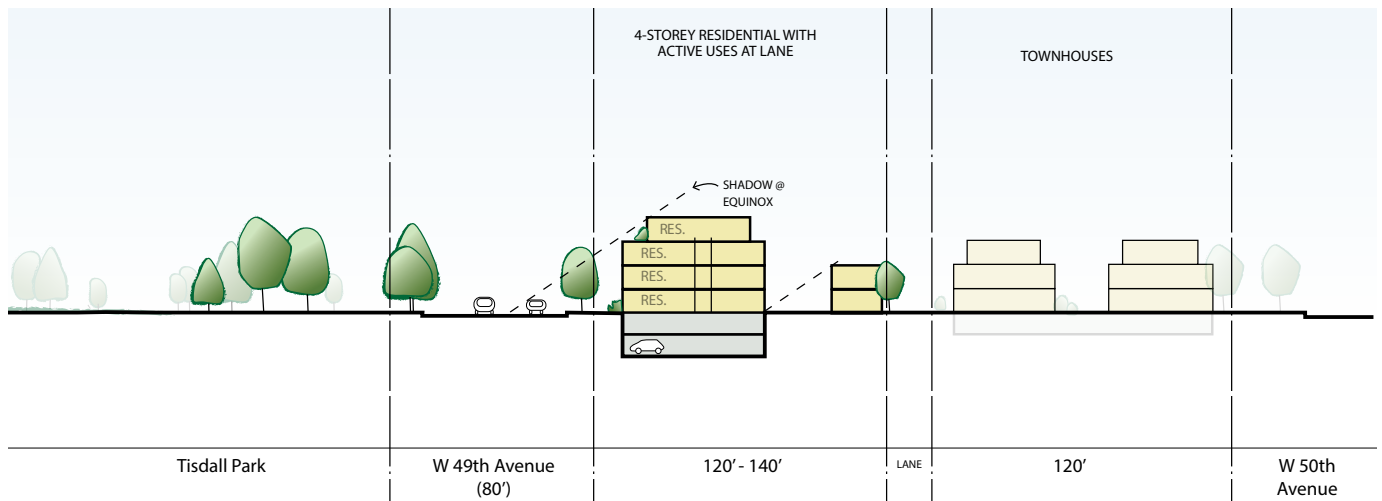 4-STOREY RESIDENTIAL WITH
ACTIVE USES AT LANE
TOWNHOUSES
SHADOW @
EQUINOX
RES.
RES.
RES.
RES.
Tisdall Park
W 49th Avenue
(80')
120' - 140'
LANE
120'
W 50th
Avenue